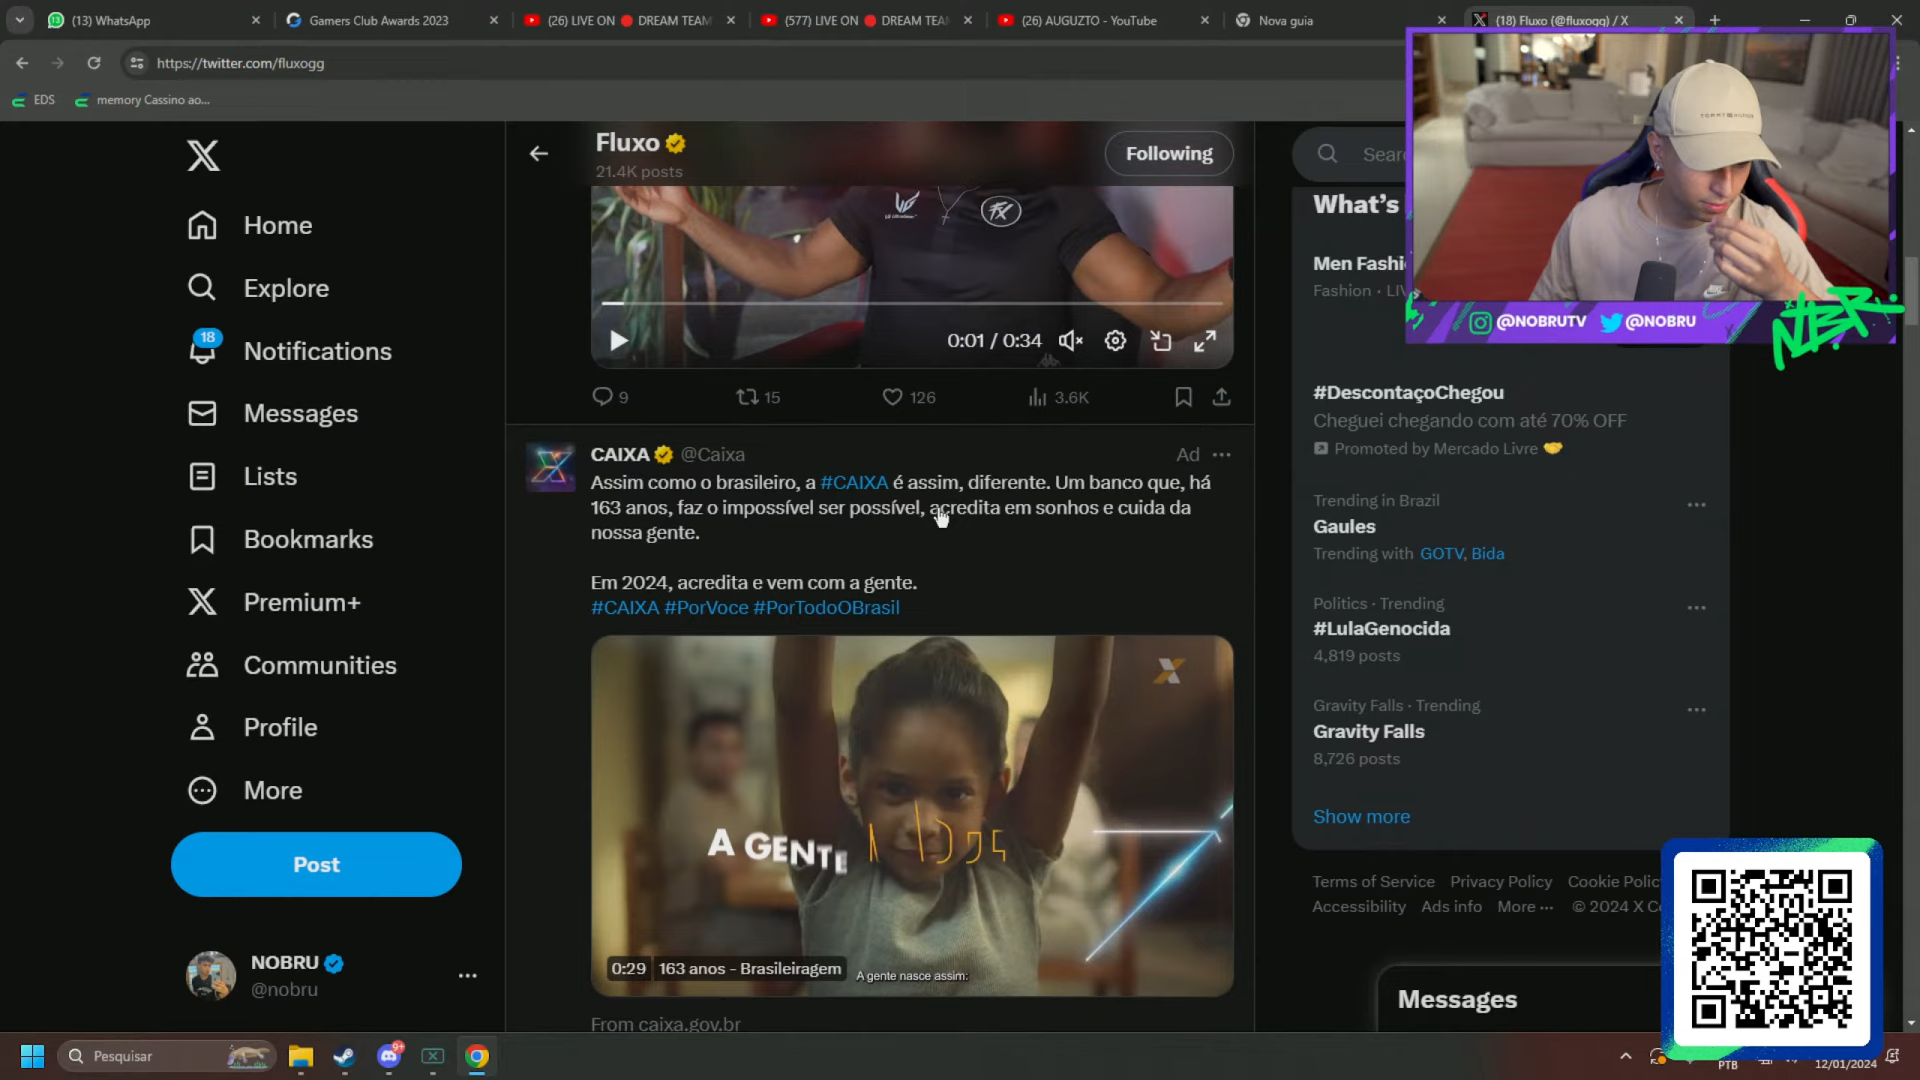 (13) WhatsApp
Gamers Club Awards 2023
(26) LIVE ON 🔴 DREAM TEAM
(577) LIVE ON 🔴 DREAM TEA
(26) AUGUZTO - YouTube
Nova guia
(18) Fluxo (@fluxogg) / X
https://twitter.com/fluxogg
EDS
memory Cassino ao...
Home
Explore
18
Notifications
Messages
Lists
Bookmarks
Premium+
Communities
Profile
More
Post
NOBRU
@nobru
Fluxo
21.4K posts
Following
0:01 / 0:34
9
15
126
3.6K
CAIXA @Caixa
Ad
Assim como o brasileiro, a #CAIXA é assim, diferente. Um banco que, há
163 anos, faz o impossível ser possível, acredita em sonhos e cuida da
nossa gente.
Em 2024, acredita e vem com a gente.
#CAIXA #PorVoce #PorTodoOBrasil
A GENTE
0:29 163 anos - Brasileiragem
A gente nasce assim:
From caixa.gov.br
Sear
What's
Men Fashi
Fashion · LIV
TOMMY HILFIGER
@NOBRUTV @NOBRU
NBR
#DescontaçoChegou
Cheguei chegando com até 70% OFF
Promoted by Mercado Livre 🤝
Trending in Brazil
Gaules
Trending with GOTV, Bida
Politics · Trending
#LulaGenocida
4,819 posts
Gravity Falls · Trending
Gravity Falls
8,726 posts
Show more
Terms of Service Privacy Policy Cookie Polic
Accessibility Ads info More ··· © 2024 X Co
Messages
Pesquisar
9+
PTB
12/01/2024